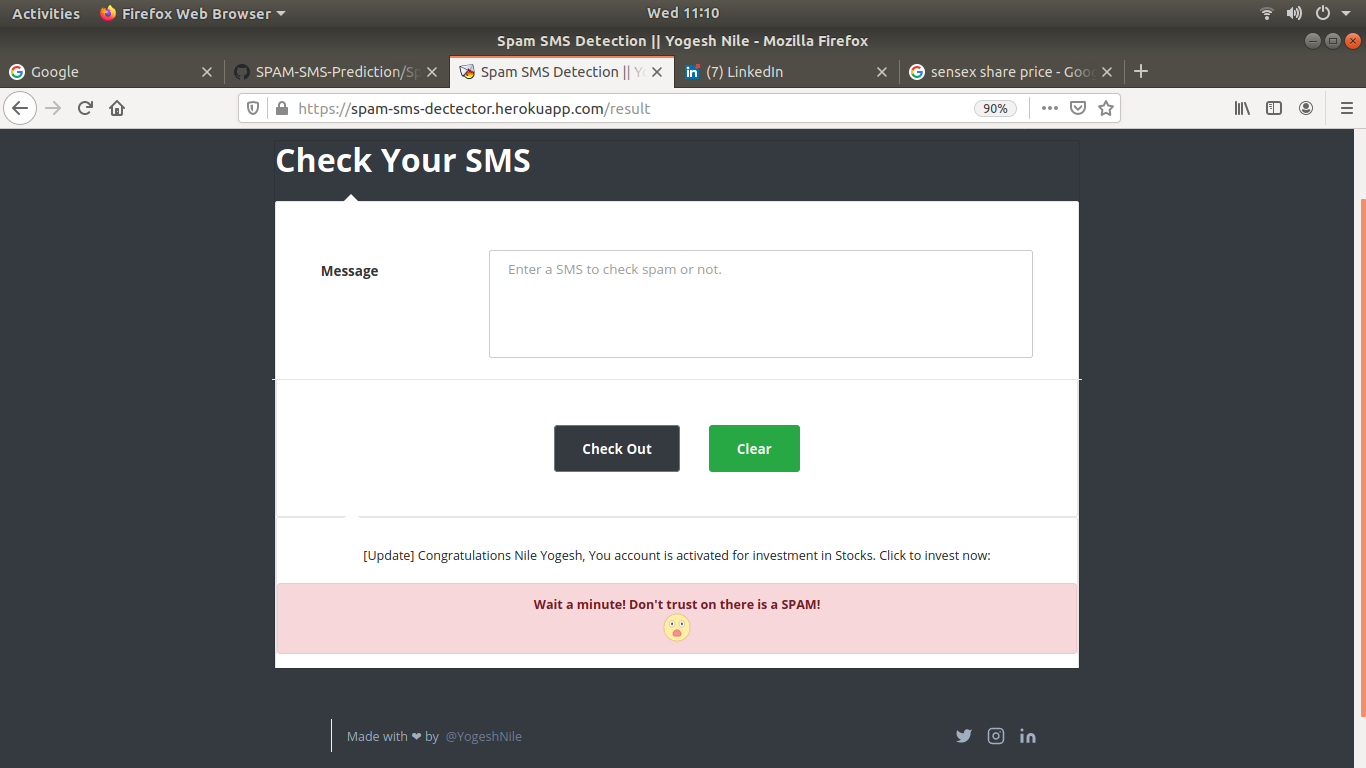 Activities Firefox Web Browser Wed 11:10
Spam SMS Detection || Yogesh Nile - Mozilla Firefox
Google SPAM-SMS-Prediction/Sp Spam SMS Detection || Y (7) LinkedIn sensex share price - Goog
https://spam-sms-dectector.herokuapp.com/result 90%
Check Your SMS
Message Enter a SMS to check spam or not.
Check Out Clear
[Update] Congratulations Nile Yogesh, You account is activated for investment in Stocks. Click to invest now:
Wait a minute! Don't trust on there is a SPAM!
Made with ❤ by @YogeshNile